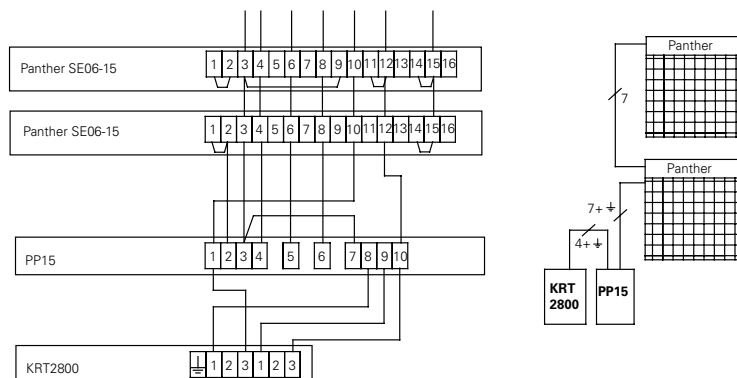 Panther SE06-15
1 2 3 4 5 6 7 8 9 10 11 12 13 14 15 16
Panther SE06-15
1 2 3 4 5 6 7 8 9 10 11 12 13 14 15 16
PP15
1 2 3 4 5 6 7 8 9 10
KRT2800
1 2 3 1 2 3
Panther
7
Panther
7+
4+
KRT
2800
PP15